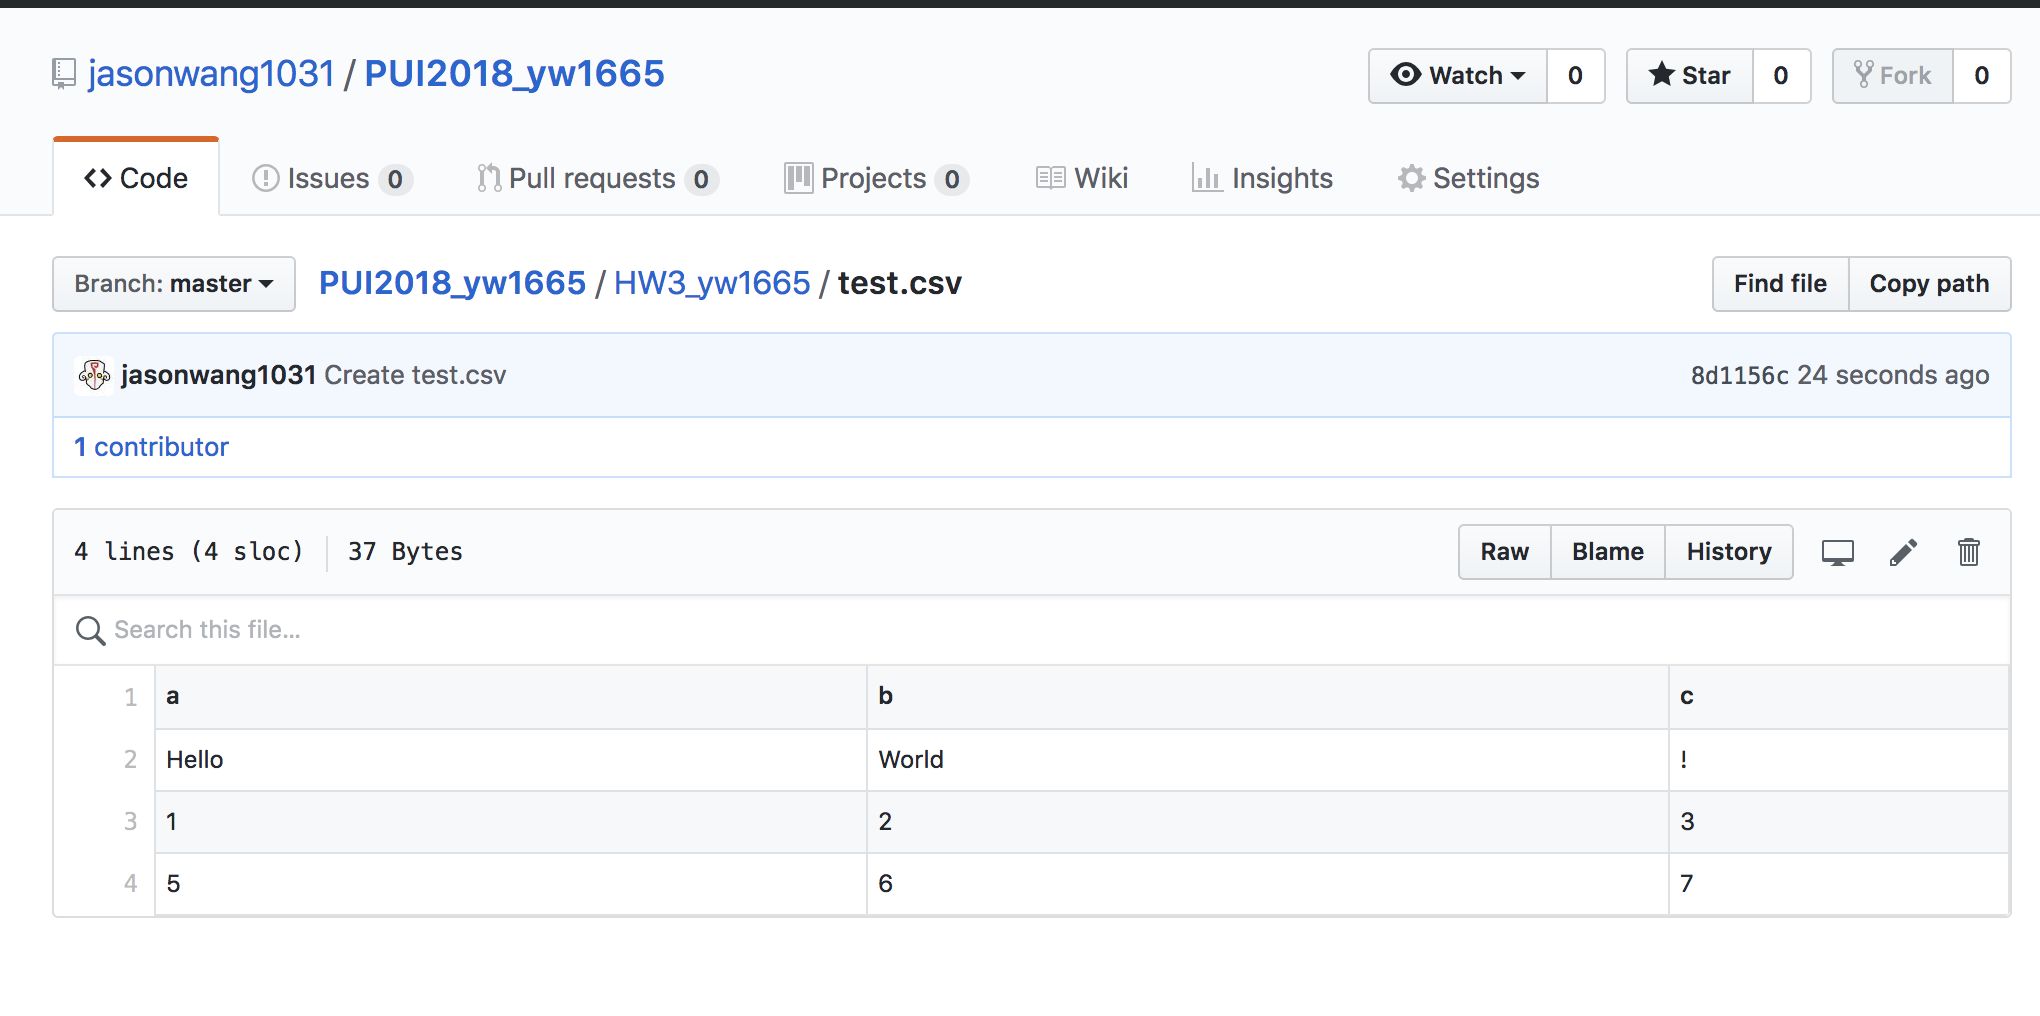 jasonwang1031 / PUI2018_yw1665 Watch 0 Star 0 Fork 0
Code Issues 0 Pull requests 0 Projects 0 Wiki Insights Settings
Branch: master PUI2018_yw1665 / HW3_yw1665 / test.csv Find file Copy path
jasonwang1031 Create test.csv 8d1156c 24 seconds ago
1 contributor
4 lines (4 sloc) 37 Bytes Raw Blame History
Search this file...
1 a b c
2 Hello World !
3 1 2 3
4 5 6 7